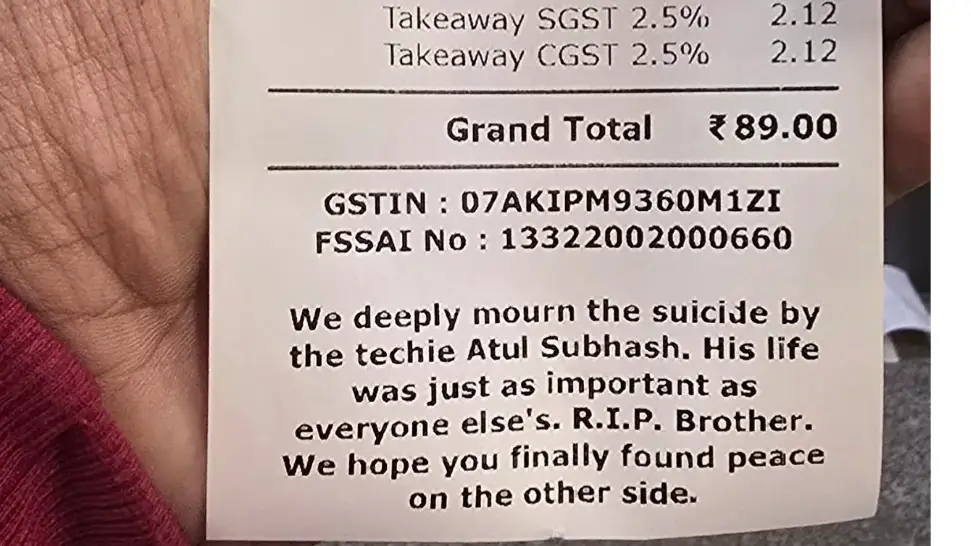 Takeaway SGST 2.5% 2.12
Takeaway CGST 2.5% 2.12
Grand Total ₹89.00
GSTIN : 07AKIPM9360M1ZI
FSSAI No : 13322002000660
We deeply mourn the suicide by
the techie Atul Subhash. His life
was just as important as
everyone else's. R.I.P. Brother.
We hope you finally found peace
on the other side.